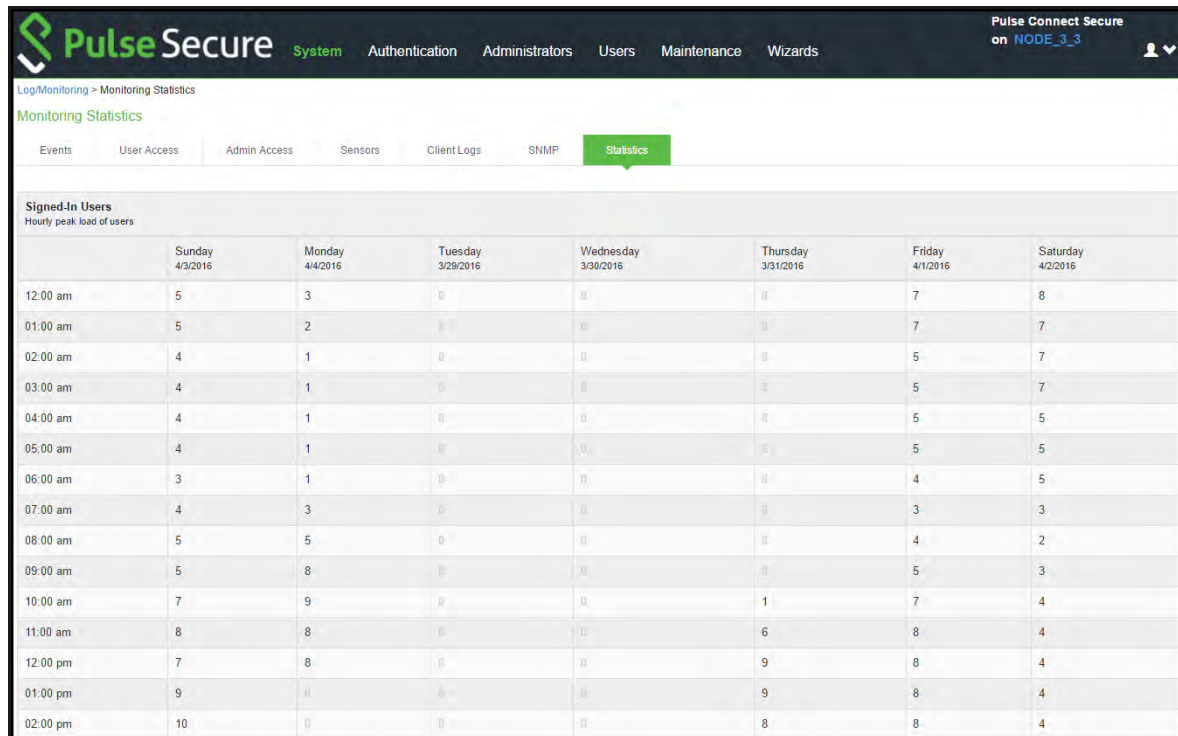 Pulse Secure System Authentication Administrators Users Maintenance Wizards
Pulse Connect Secure
on NODE_3_3
Log/Monitoring > Monitoring Statistics
Monitoring Statistics
Events User Access Admin Access Sensors Client Logs SNMP Statistics
Signed-In Users
Hourly peak load of users
Sunday Monday Tuesday Wednesday Thursday Friday Saturday
4/3/2016 4/4/2016 3/29/2016 3/30/2016 3/31/2016 4/1/2016 4/2/2016
12:00 am 5 3 0 0 0 7 8
01:00 am 5 2 0 0 0 7 7
02:00 am 4 1 0 0 0 5 7
03:00 am 4 1 0 0 0 5 7
04:00 am 4 1 0 0 0 5 5
05:00 am 4 1 0 0 0 5 5
06:00 am 3 1 0 0 0 4 5
07:00 am 4 3 0 0 0 3 3
08:00 am 5 5 0 0 0 4 2
09:00 am 5 8 0 0 0 5 3
10:00 am 7 9 0 0 1 7 4
11:00 am 8 8 0 0 6 8 4
12:00 pm 7 8 0 0 9 8 4
01:00 pm 9 0 0 0 9 8 4
02:00 pm 10 0 0 0 8 8 4